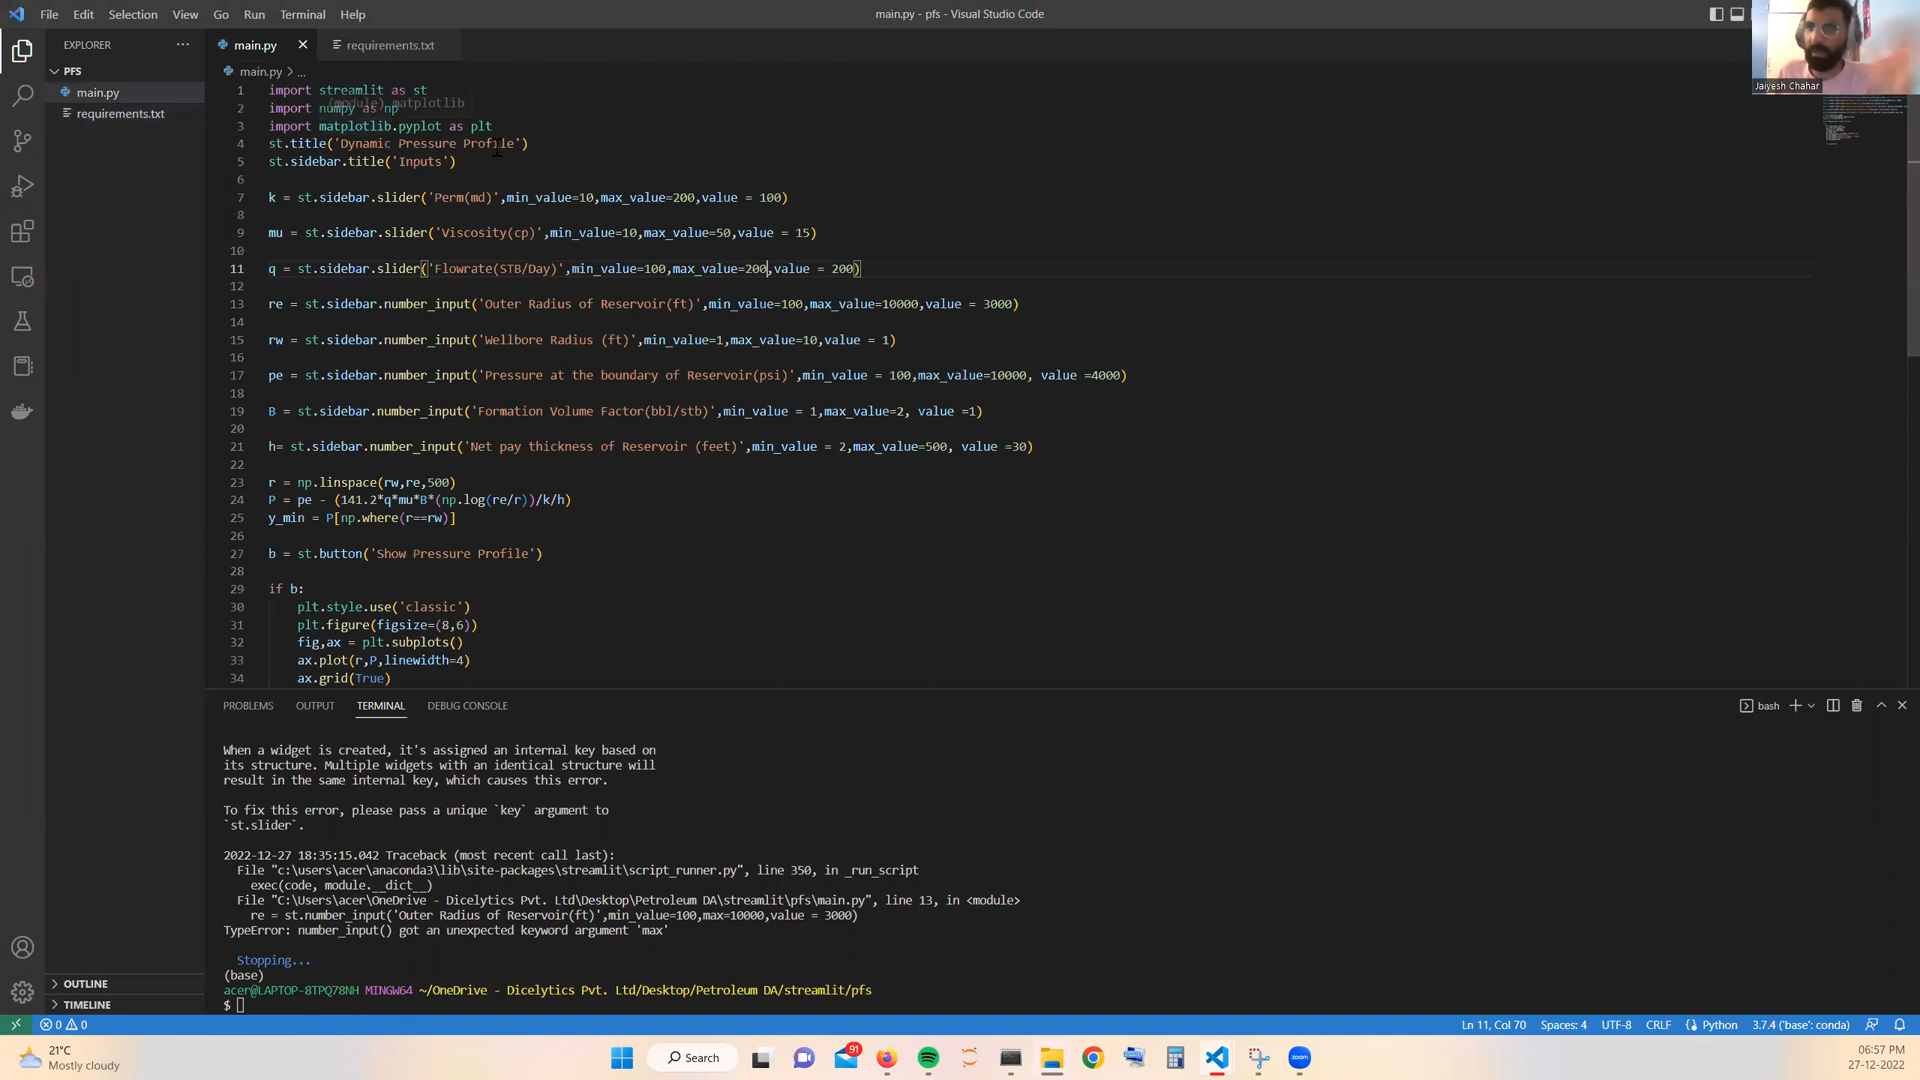 File Edit Selection View Go Run Terminal Help
main.py - pfs - Visual Studio Code
EXPLORER
main.py
requirements.txt
Jaiyesh Chahar
PFS
main.py
requirements.txt
main.py > ...
1 import streamlit as st
(module) matplotlib
2 import numpy as np
3 import matplotlib.pyplot as plt
4 st.title('Dynamic Pressure Profile')
5 st.sidebar.title('Inputs')
6
7 k = st.sidebar.slider('Perm(md)',min_value=10,max_value=200,value = 100)
8
9 mu = st.sidebar.slider('Viscosity(cp)',min_value=10,max_value=50,value = 15)
10
11 q = st.sidebar.slider('Flowrate(STB/Day)',min_value=100,max_value=200,value = 200)
12
13 re = st.sidebar.number_input('Outer Radius of Reservoir(ft)',min_value=100,max_value=10000,value = 3000)
14
15 rw = st.sidebar.number_input('Wellbore Radius (ft)',min_value=1,max_value=10,value = 1)
16
17 pe = st.sidebar.number_input('Pressure at the boundary of Reservoir(psi)',min_value = 100,max_value=10000, value =4000)
18
19 B = st.sidebar.number_input('Formation Volume Factor(bbl/stb)',min_value = 1,max_value=2, value =1)
20
21 h= st.sidebar.number_input('Net pay thickness of Reservoir (feet)',min_value = 2,max_value=500, value =30)
22
23 r = np.linspace(rw,re,500)
24 P = pe - (141.2*q*mu*B*(np.log(re/r))/k/h)
25 y_min = P[np.where(r==rw)]
26
27 b = st.button('Show Pressure Profile')
28
29 if b:
30 plt.style.use('classic')
31 plt.figure(figsize=(8,6))
32 fig,ax = plt.subplots()
33 ax.plot(r,P,linewidth=4)
34 ax.grid(True)
PROBLEMS OUTPUT TERMINAL DEBUG CONSOLE
bash
When a widget is created, it's assigned an internal key based on
its structure. Multiple widgets with an identical structure will
result in the same internal key, which causes this error.
To fix this error, please pass a unique `key` argument to
`st.slider`.
2022-12-27 18:35:15.042 Traceback (most recent call last):
File "c:\users\acer\anaconda3\lib\site-packages\streamlit\script_runner.py", line 350, in _run_script
exec(code, module.__dict__)
File "C:\Users\acer\OneDrive - Dicelytics Pvt. Ltd\Desktop\Petroleum DA\streamlit\pfs\main.py", line 13, in <module>
re = st.number_input('Outer Radius of Reservoir(ft)',min_value=100,max=10000,value = 3000)
TypeError: number_input() got an unexpected keyword argument 'max'
Stopping...
(base)
acer@LAPTOP-8TPQ78NH MINGW64 ~/OneDrive - Dicelytics Pvt. Ltd/Desktop/Petroleum DA/streamlit/pfs
$
OUTLINE
TIMELINE
0 0
Ln 11, Col 70 Spaces: 4 UTF-8 CRLF Python 3.7.4 ('base': conda)
21°C
Mostly cloudy
Search
91
zoom
06:57 PM
27-12-2022